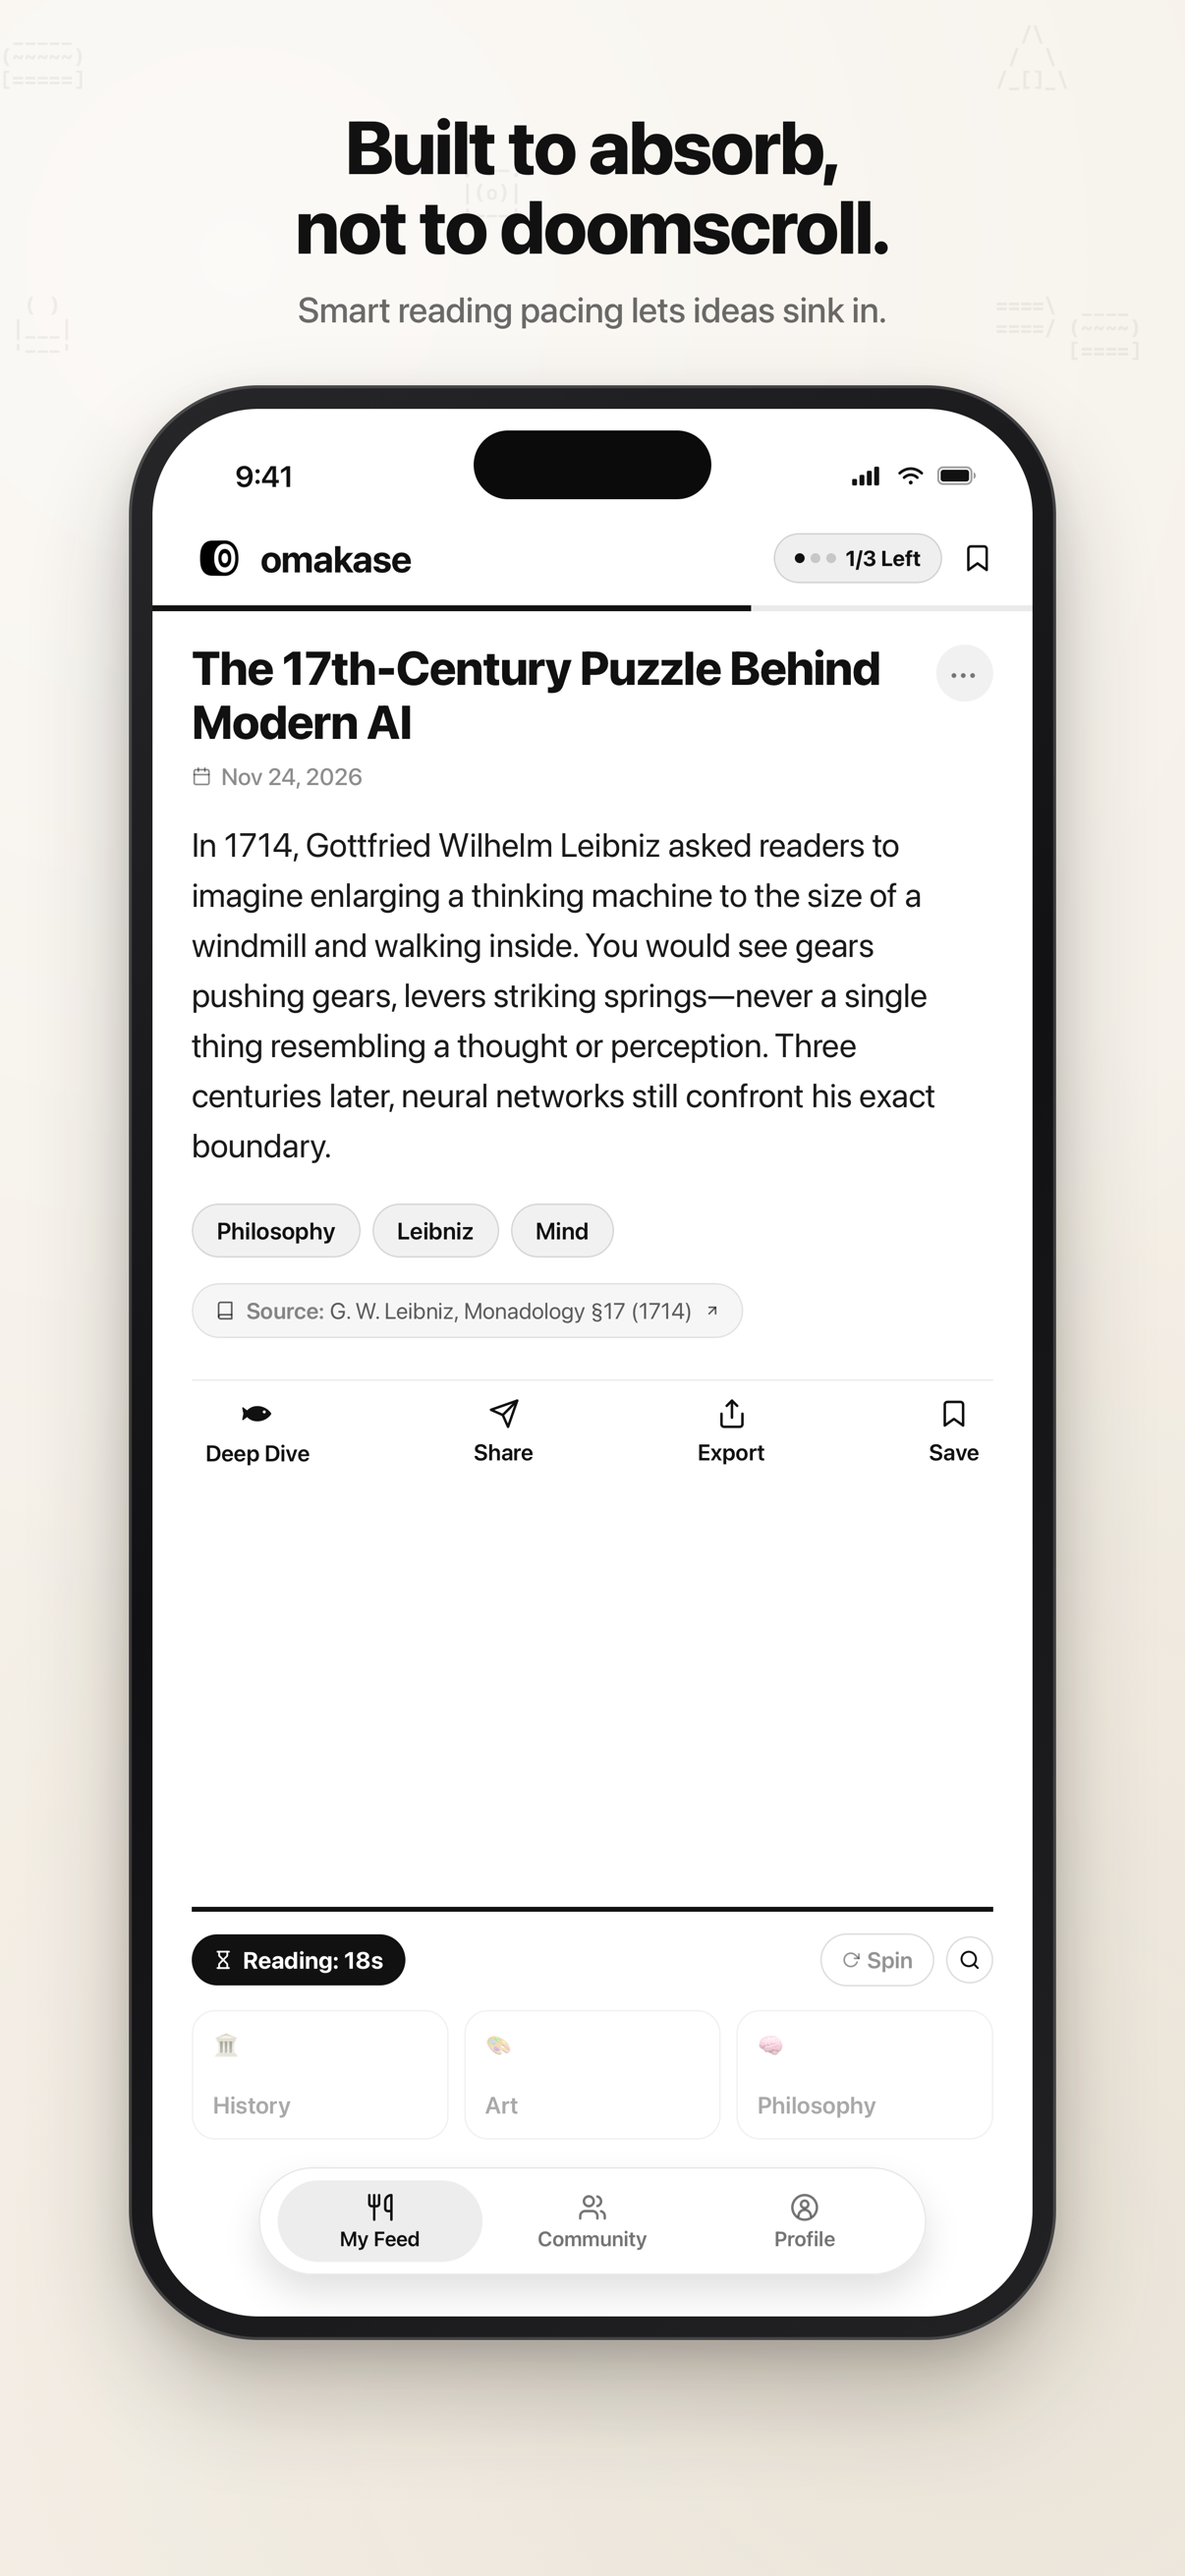 Built to absorb,
not to doomscroll.
Smart reading pacing lets ideas sink in.
9:41
omakase
1/3 Left
The 17th-Century Puzzle Behind
Modern AI
Nov 24, 2026
In 1714, Gottfried Wilhelm Leibniz asked readers to
imagine enlarging a thinking machine to the size of a
windmill and walking inside. You would see gears
pushing gears, levers striking springs—never a single
thing resembling a thought or perception. Three
centuries later, neural networks still confront his exact
boundary.
Philosophy Leibniz Mind
Source: G. W. Leibniz, Monadology §17 (1714)
Deep Dive Share Export Save
Reading: 18s Spin
History Art Philosophy
My Feed Community Profile